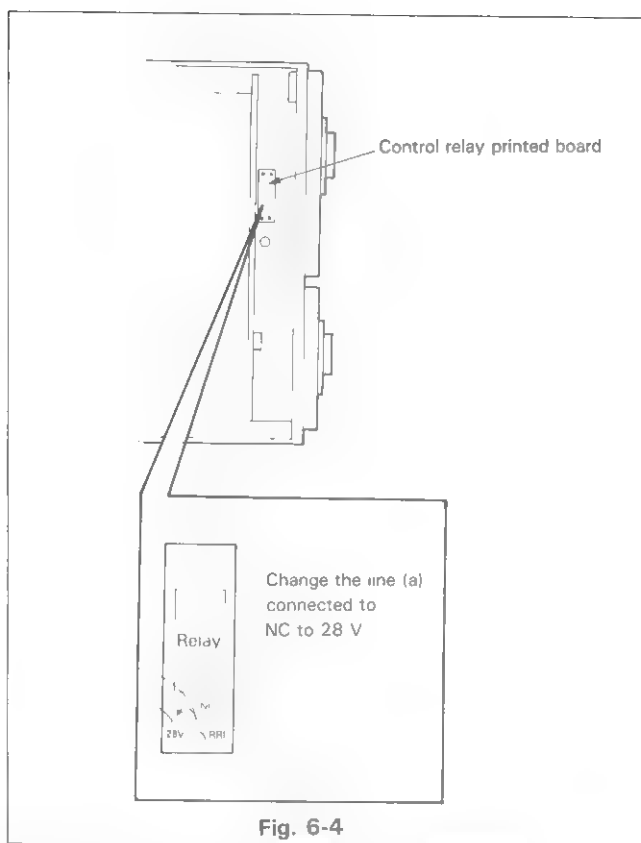 Control relay printed board
Change the line (a)
connected to
NC to 28 V
Relay
28V
Fig. 6-4